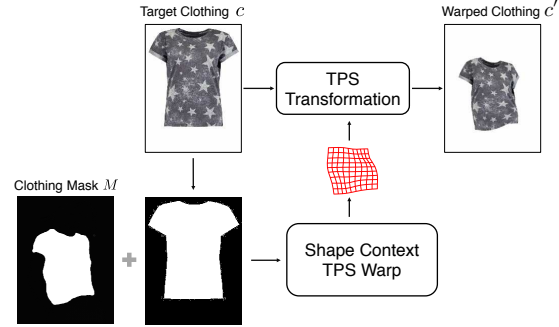 Target Clothing c
Warped Clothing c′
TPS
Transformation
Clothing Mask M
Shape Context
TPS Warp